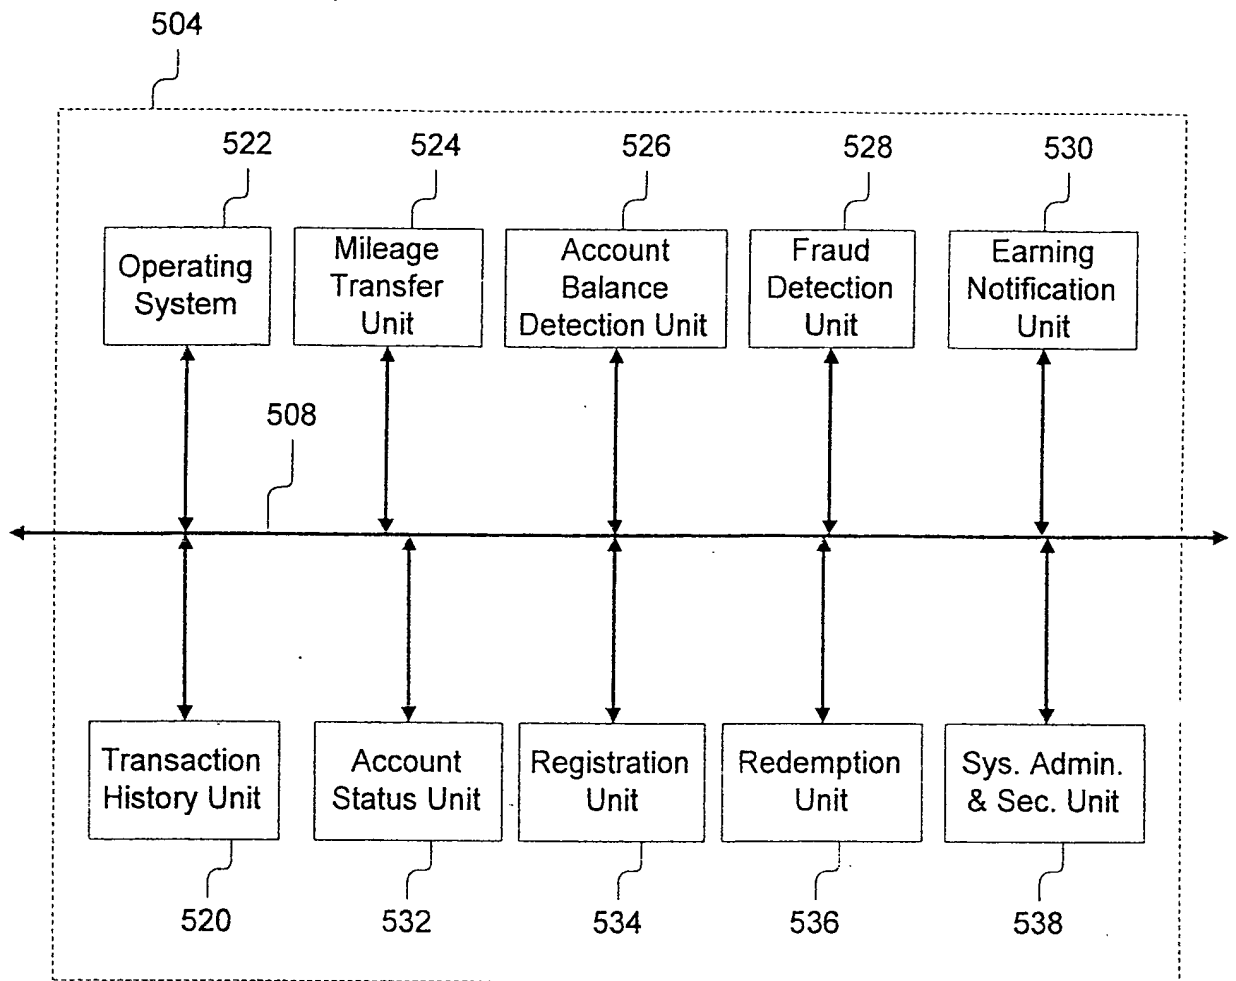 504
522
524
526
528
530
Operating
System
Mileage
Transfer
Unit
Account
Balance
Detection Unit
Fraud
Detection
Unit
Earning
Notification
Unit
508
Transaction
History Unit
Account
Status Unit
Registration
Unit
Redemption
Unit
Sys. Admin.
& Sec. Unit
520
532
534
536
538